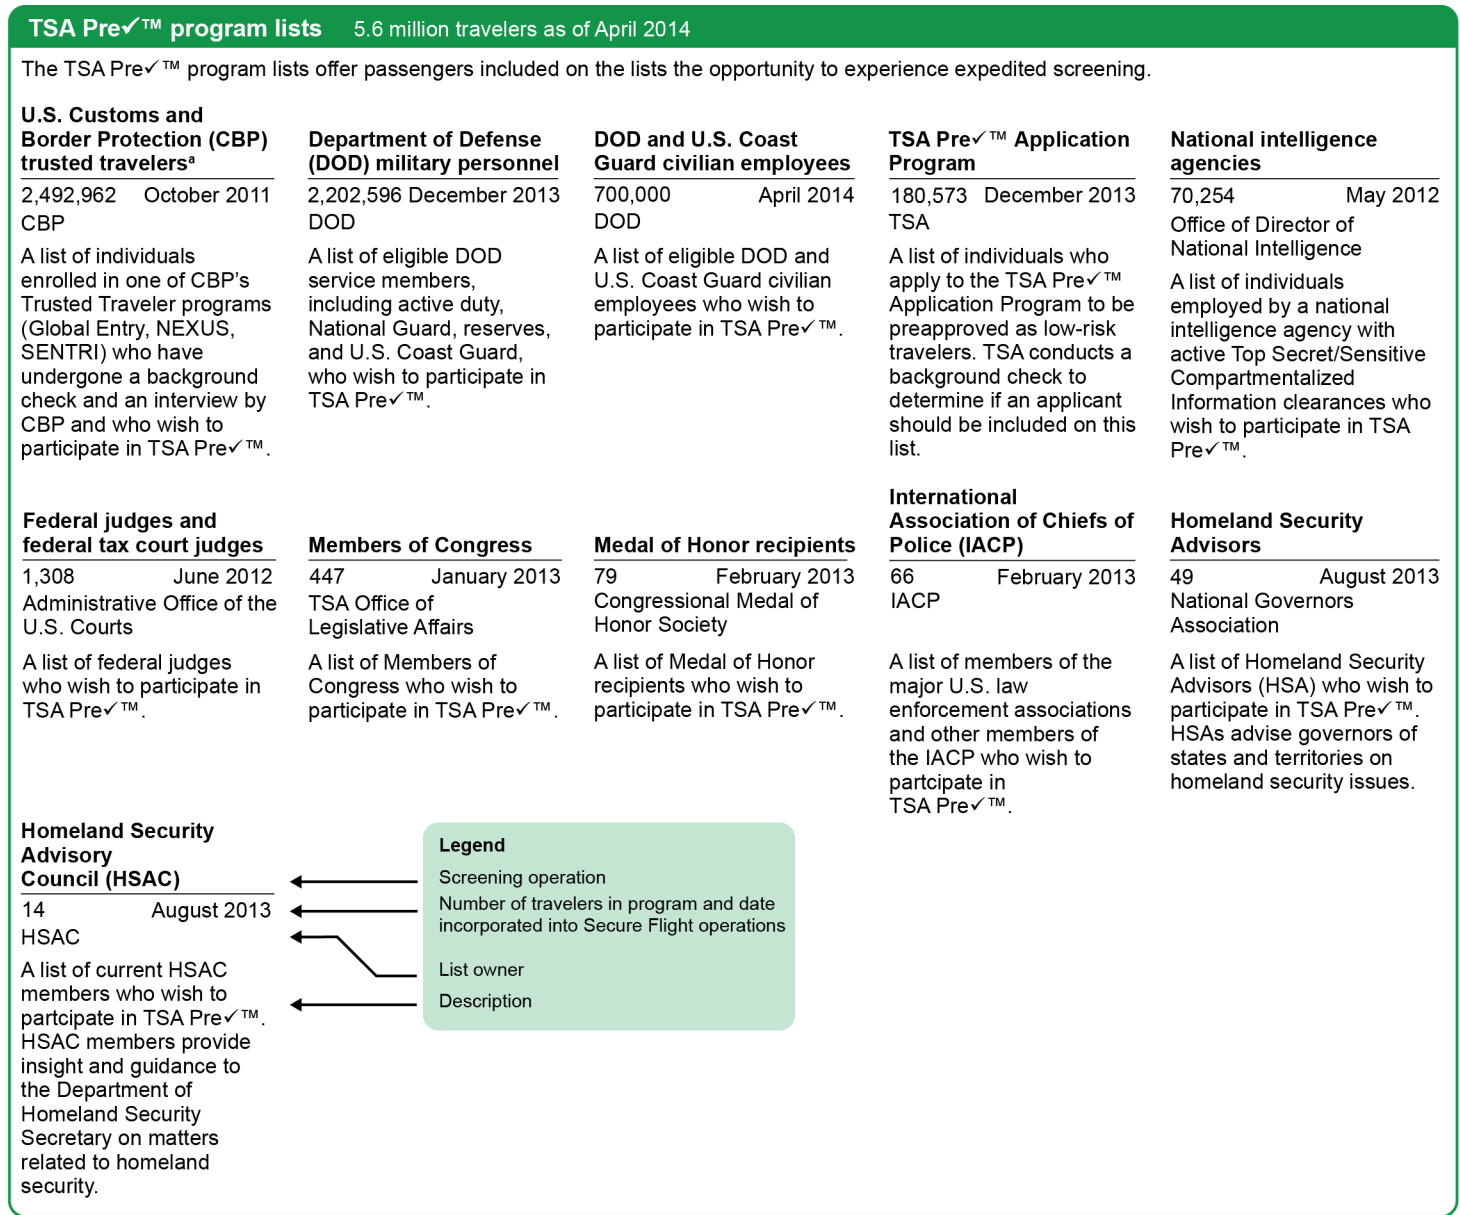 TSA Pre✓™ program lists 5.6 million travelers as of April 2014
The TSA Pre✓™ program lists offer passengers included on the lists the opportunity to experience expedited screening.
U.S. Customs and
Border Protection (CBP)
trusted travelersᵃ
2,492,962 October 2011
CBP
A list of individuals
enrolled in one of CBP’s
Trusted Traveler programs
(Global Entry, NEXUS,
SENTRI) who have
undergone a background
check and an interview by
CBP and who wish to
participate in TSA Pre✓™.
Department of Defense
(DOD) military personnel
2,202,596 December 2013
DOD
A list of eligible DOD
service members,
including active duty,
National Guard, reserves,
and U.S. Coast Guard,
who wish to participate in
TSA Pre✓™.
DOD and U.S. Coast
Guard civilian employees
700,000 April 2014
DOD
A list of eligible DOD and
U.S. Coast Guard civilian
employees who wish to
participate in TSA Pre✓™.
TSA Pre✓™ Application
Program
180,573 December 2013
TSA
A list of individuals who
apply to the TSA Pre✓™
Application Program to be
preapproved as low-risk
travelers. TSA conducts a
background check to
determine if an applicant
should be included on this
list.
National intelligence
agencies
70,254 May 2012
Office of Director of
National Intelligence
A list of individuals
employed by a national
intelligence agency with
active Top Secret/Sensitive
Compartmentalized
Information clearances who
wish to participate in TSA
Pre✓™.
Federal judges and
federal tax court judges
1,308 June 2012
Administrative Office of the
U.S. Courts
A list of federal judges
who wish to participate in
TSA Pre✓™.
Members of Congress
447 January 2013
TSA Office of
Legislative Affairs
A list of Members of
Congress who wish to
participate in TSA Pre✓™.
Medal of Honor recipients
79 February 2013
Congressional Medal of
Honor Society
A list of Medal of Honor
recipients who wish to
participate in TSA Pre✓™.
International
Association of Chiefs of
Police (IACP)
66 February 2013
IACP
A list of members of the
major U.S. law
enforcement associations
and other members of
the IACP who wish to
partcipate in
TSA Pre✓™.
Homeland Security
Advisors
49 August 2013
National Governors
Association
A list of Homeland Security
Advisors (HSA) who wish to
participate in TSA Pre✓™.
HSAs advise governors of
states and territories on
homeland security issues.
Homeland Security
Advisory
Council (HSAC)
14 August 2013
HSAC
A list of current HSAC
members who wish to
partcipate in TSA Pre✓™.
HSAC members provide
insight and guidance to
the Department of
Homeland Security
Secretary on matters
related to homeland
security.
Legend
Screening operation
Number of travelers in program and date
incorporated into Secure Flight operations
List owner
Description